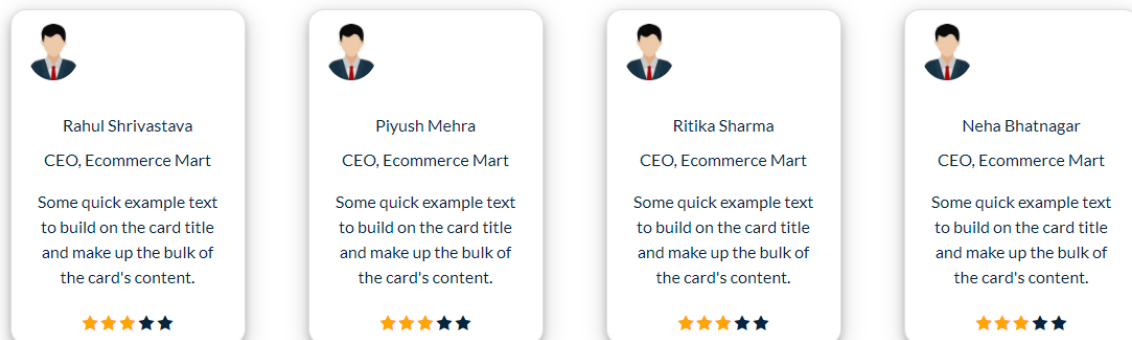 Rahul Shrivastava
CEO, Ecommerce Mart
Some quick example text
to build on the card title
and make up the bulk of
the card's content.
Piyush Mehra
CEO, Ecommerce Mart
Some quick example text
to build on the card title
and make up the bulk of
the card's content.
Ritika Sharma
CEO, Ecommerce Mart
Some quick example text
to build on the card title
and make up the bulk of
the card's content.
Neha Bhatnagar
CEO, Ecommerce Mart
Some quick example text
to build on the card title
and make up the bulk of
the card's content.